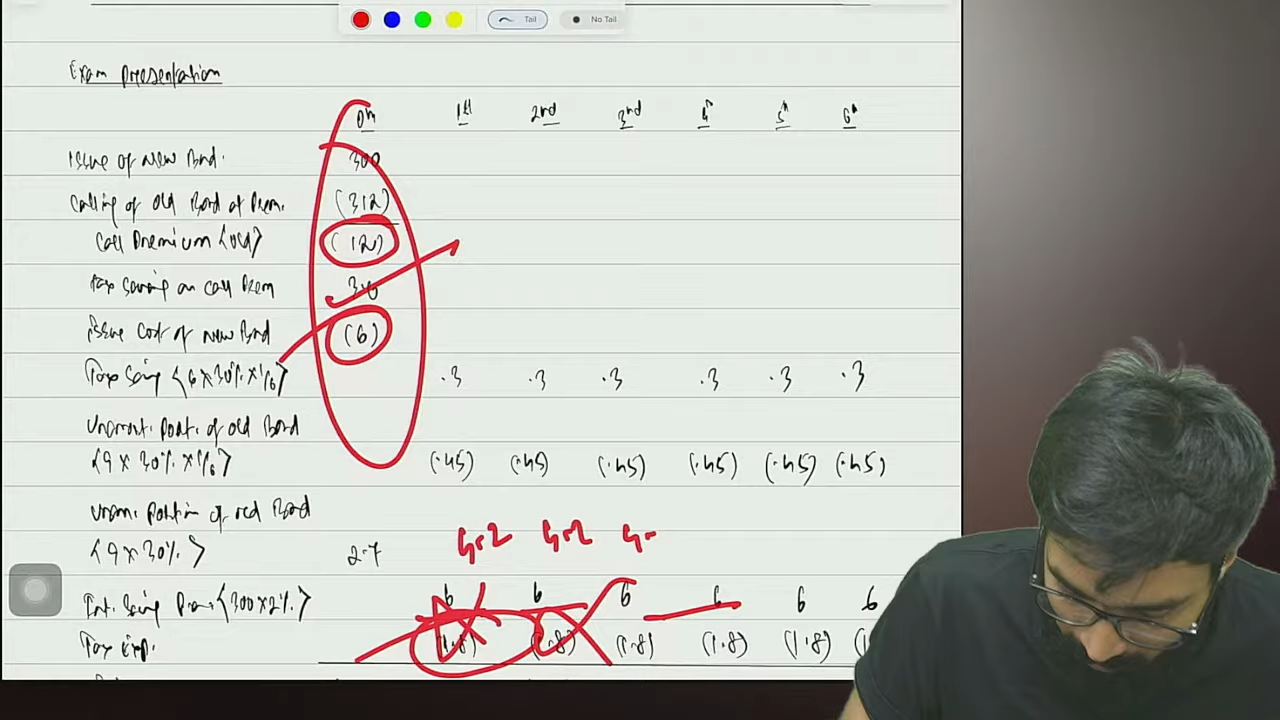 Tail No Tail
Exam Presentation
0th 1st 2nd 3rd 4th 5th 6th
Issue of New Bond. 300
Calling of Old Bond at Prem. (312)
Call Premium <Old> (12)
Tax Saving on Call Prem
Issue Cost of New Bond (6)
Tax Saving <6 x 30% x 1/6> .3 .3 .3 .3 .3 .3
Unamort. Port. of Old Bond
<9 x 30% x 1/6> (.45) (.45) (.45) (.45) (.45) (.45)
Unam. Portion of Old Bond
<9 x 30%> 2.7
4.2 4.2 4.
Int. Saving <300 x 2%> 6 6 6 6 6 6
Tax Exp. (1.8) (1.8) (1.8) (1.8) (1.8)